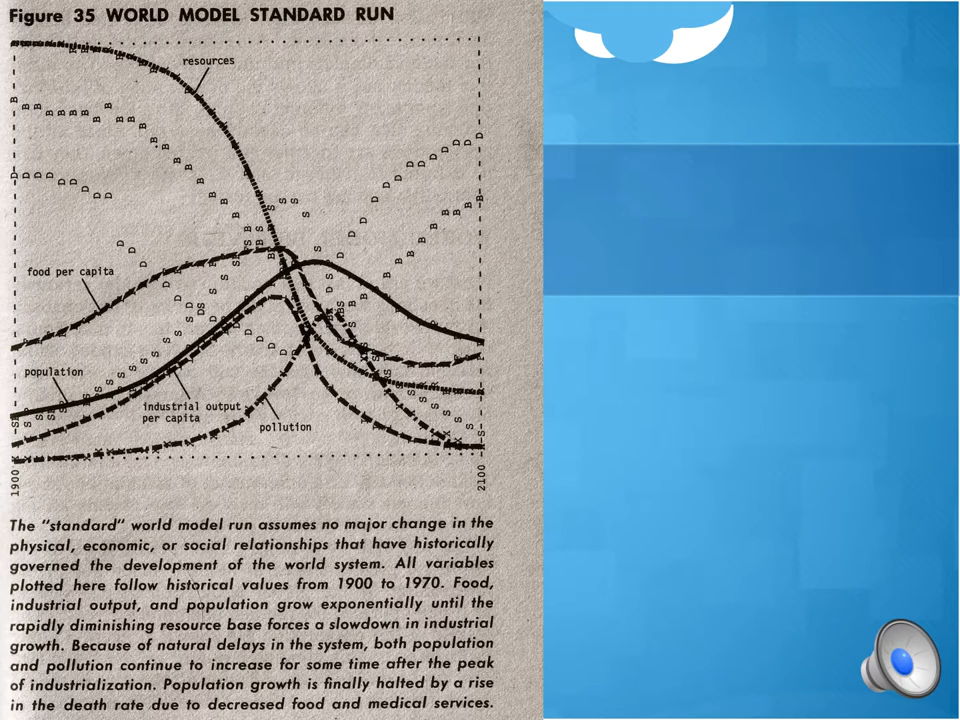 Figure 35 WORLD MODEL STANDARD RUN
resources
food per capita
population
industrial output
per capita
pollution
1900
2100
The "standard" world model run assumes no major change in the
physical, economic, or social relationships that have historically
governed the development of the world system. All variables
plotted here follow historical values from 1900 to 1970. Food,
industrial output, and population grow exponentially until the
rapidly diminishing resource base forces a slowdown in industrial
growth. Because of natural delays in the system, both population
and pollution continue to increase for some time after the peak
of industrialization. Population growth is finally halted by a rise
in the death rate due to decreased food and medical services.